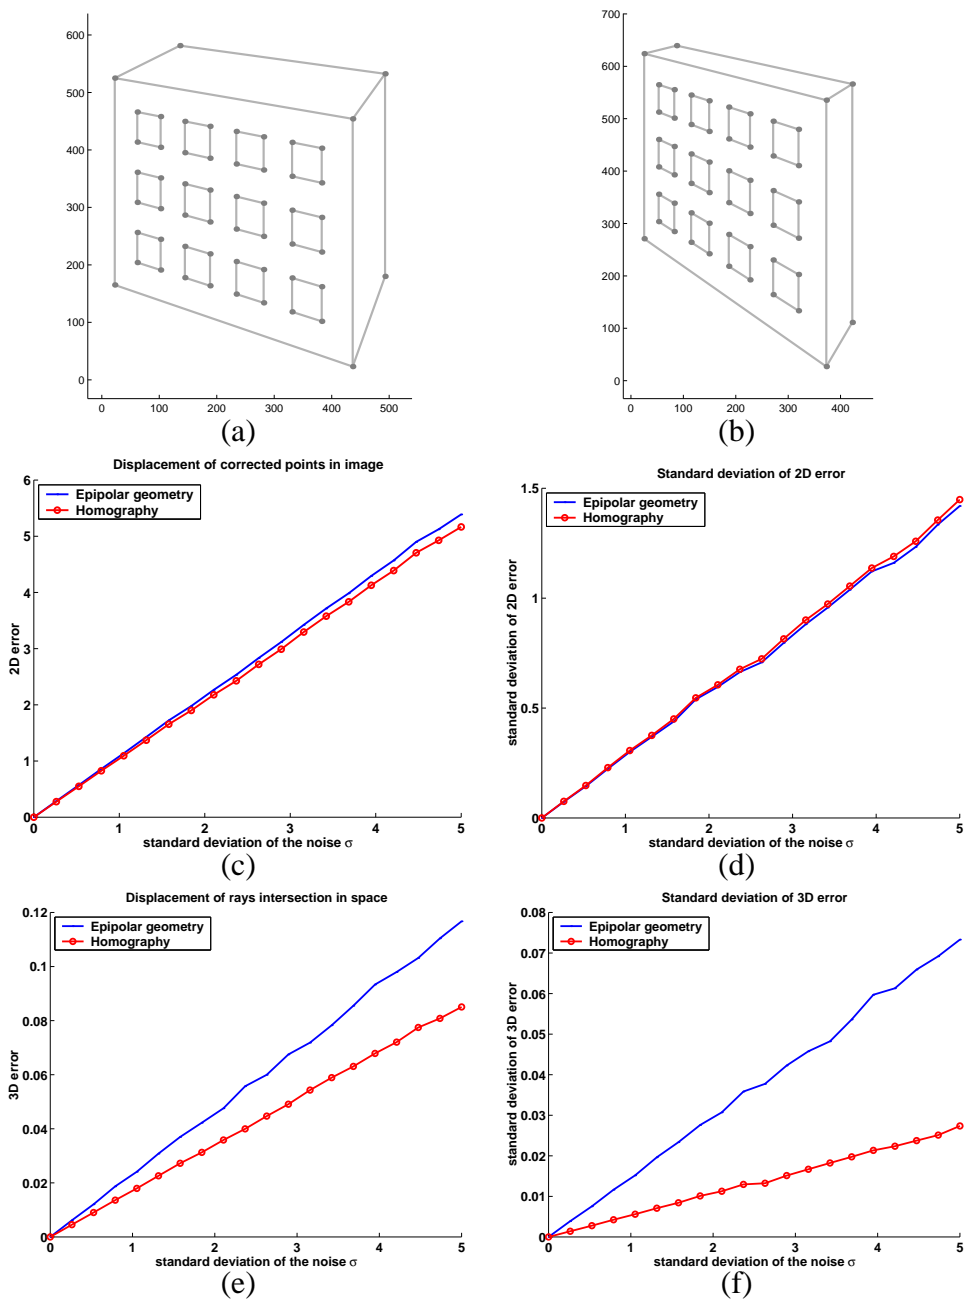 600
500
400
300
200
100
0
0 100 200 300 400 500
(a)
700
600
500
400
300
200
100
0
0 100 200 300 400
(b)
Displacement of corrected points in image
6
5
4
3
2
1
0
2D error
Epipolar geometry
Homography
0 1 2 3 4 5
standard deviation of the noise σ
(c)
Standard deviation of 2D error
1.5
1
0.5
0
standard deviation of 2D error
Epipolar geometry
Homography
0 1 2 3 4 5
standard deviation of the noise σ
(d)
Displacement of rays intersection in space
0.12
0.1
0.08
0.06
0.04
0.02
0
3D error
Epipolar geometry
Homography
0 1 2 3 4 5
standard deviation of the noise σ
(e)
Standard deviation of 3D error
0.08
0.07
0.06
0.05
0.04
0.03
0.02
0.01
0
standard deviation of 3D error
Epipolar geometry
Homography
0 1 2 3 4 5
standard deviation of the noise σ
(f)